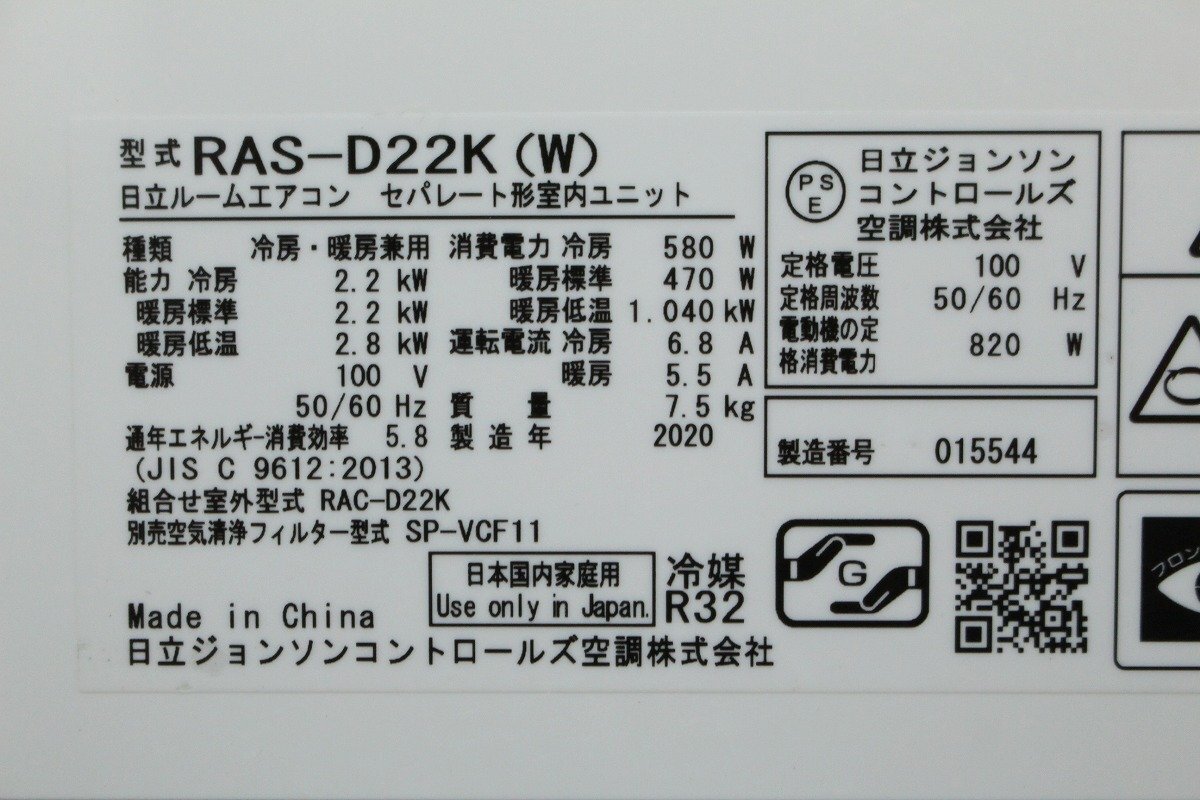 型式 RAS-D22K (W)
日立ルームエアコン セパレート形室内ユニット
種類 冷房・暖房兼用
能力 冷房 2.2 kW
暖房標準 2.2 kW
暖房低温 2.8 kW
電源 100 V
50/60 Hz
通年エネルギー消費効率 5.8
(JIS C 9612:2013)
組合せ室外型式 RAC-D22K
別売空気清浄フィルター型式 SP-VCF11
消費電力 冷房 580 W
暖房標準 470 W
暖房低温 1.040 kW
運転電流 冷房 6.8 A
暖房 5.5 A
質量 7.5 kg
製造年 2020
日本国内家庭用
Use only in Japan.
冷媒
R32
Made in China
日立ジョンソンコントロールズ空調株式会社
PS
E
日立ジョンソン
コントロールズ
空調株式会社
定格電圧 100 V
定格周波数 50/60 Hz
電動機の定
格消費電力 820 W
製造番号 015544
G
フロン